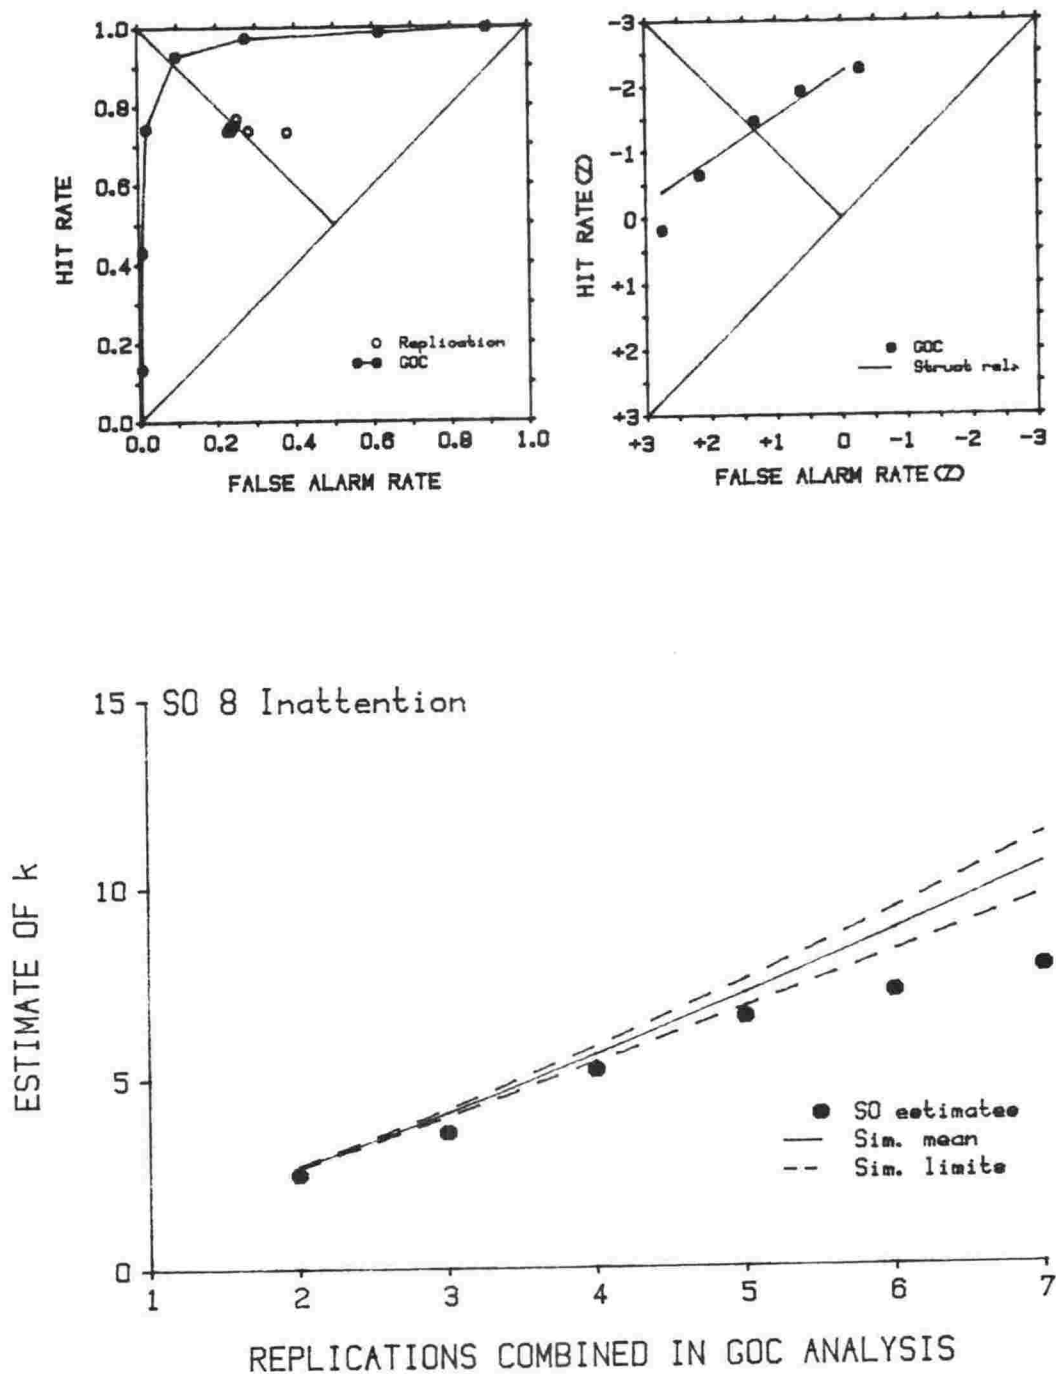 1.0
0.8
0.6
0.4
0.2
0.0
HIT RATE
0.0 0.2 0.4 0.6 0.8 1.0
FALSE ALARM RATE
Replication
GOC
-3
-2
-1
0
+1
+2
+3
HIT RATE(Z)
+3 +2 +1 0 -1 -2 -3
FALSE ALARM RATE(Z)
GOC
Struct rel
SO 8 Inattention
15
10
5
0
ESTIMATE OF k
SO estimates
Sim. mean
Sim. limits
1 2 3 4 5 6 7
REPLICATIONS COMBINED IN GOC ANALYSIS